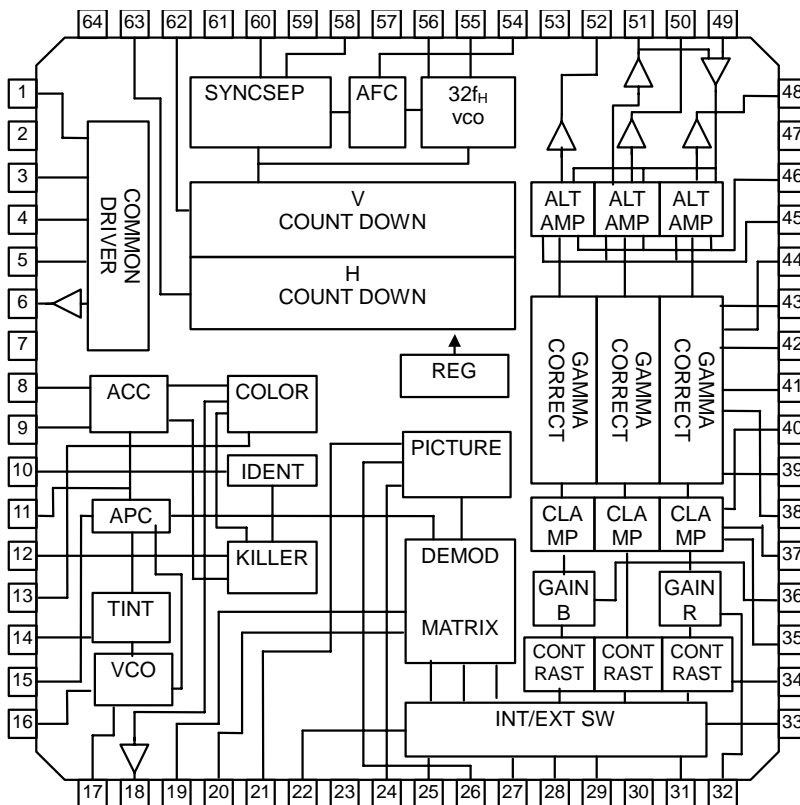 64 63 62 61 60 59 58 57 56 55 54 53 52 51 50 49
1
2
3
4
5
6
7
8
9
10
11
12
13
14
15
16
SYNCSEP
AFC
32fH
VCO
COMMON
DRIVER
V
COUNT DOWN
H
COUNT DOWN
REG
ALT
AMP
ALT
AMP
ALT
AMP
GAMMA
CORRECT
GAMMA
CORRECT
GAMMA
CORRECT
ACC
COLOR
IDENT
APC
KILLER
TINT
VCO
PICTURE
DEMOD
MATRIX
CLA
MP
CLA
MP
CLA
MP
GAIN
B
GAIN
R
CONT
RAST
CONT
RAST
CONT
RAST
INT/EXT SW
48
47
46
45
44
43
42
41
40
39
38
37
36
35
34
33
17 18 19 20 21 22 23 24 25 26 27 28 29 30 31 32